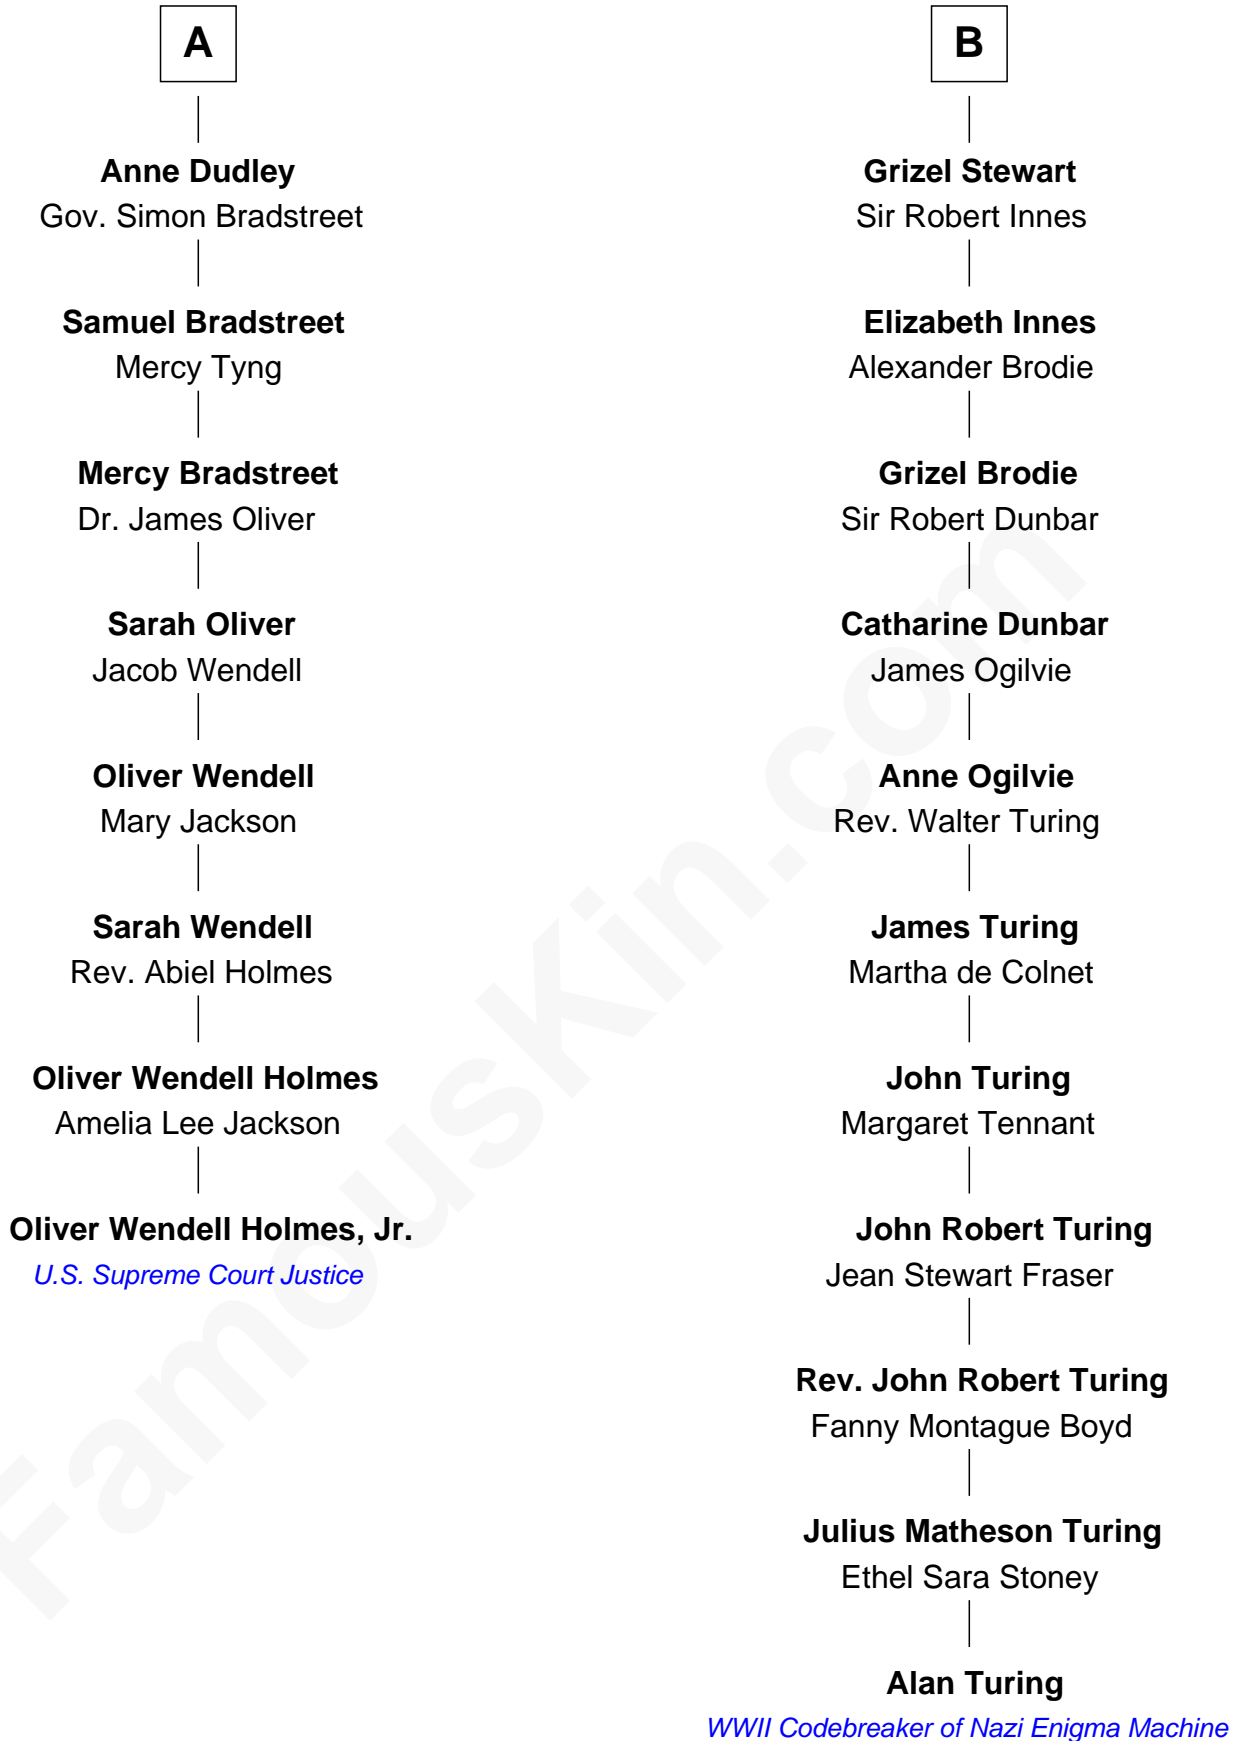 A
Anne Dudley
Gov. Simon Bradstreet
Samuel Bradstreet
Mercy Tyng
Mercy Bradstreet
Dr. James Oliver
Sarah Oliver
Jacob Wendell
Oliver Wendell
Mary Jackson
Sarah Wendell
Rev. Abiel Holmes
Oliver Wendell Holmes
Amelia Lee Jackson
Oliver Wendell Holmes, Jr.
U.S. Supreme Court Justice
B
Grizel Stewart
Sir Robert Innes
Elizabeth Innes
Alexander Brodie
Grizel Brodie
Sir Robert Dunbar
Catharine Dunbar
James Ogilvie
Anne Ogilvie
Rev. Walter Turing
James Turing
Martha de Colnet
John Turing
Margaret Tennant
John Robert Turing
Jean Stewart Fraser
Rev. John Robert Turing
Fanny Montague Boyd
Julius Matheson Turing
Ethel Sara Stoney
Alan Turing
WWII Codebreaker of Nazi Enigma Machine
FamousKin.com